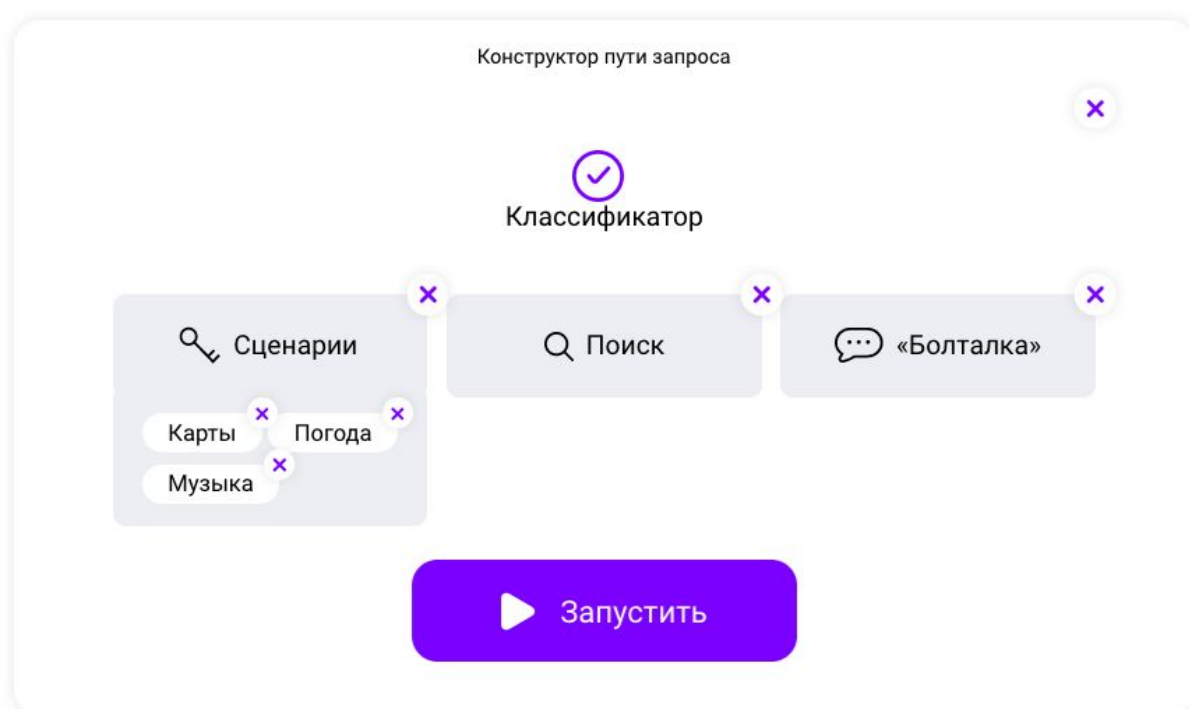 Конструктор пути запроса
Классификатор
Сценарии
Поиск
«Болталка»
Карты
Погода
Музыка
Запустить